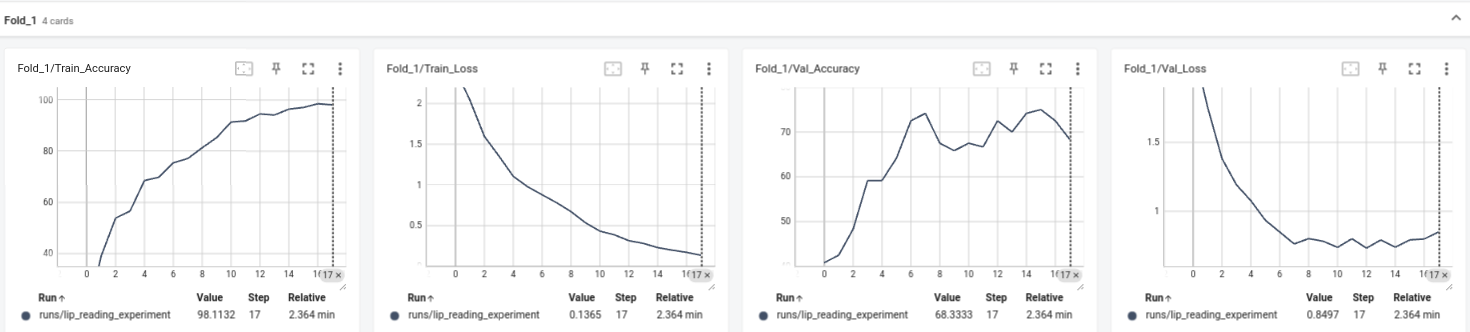 Fold_1 4 cards
Fold_1/Train_Accuracy
100
80
60
40
0 2 4 6 8 10 12 14 17 ×
Run↑ Value Step Relative
runs/lip_reading_experiment 98.1132 17 2.364 min
Fold_1/Train_Loss
2
1.5
1
0.5
0 2 4 6 8 10 12 14 17 ×
Run↑ Value Step Relative
runs/lip_reading_experiment 0.1365 17 2.364 min
Fold_1/Val_Accuracy
70
60
50
0 2 4 6 8 10 12 14 17 ×
Run↑ Value Step Relative
runs/lip_reading_experiment 68.3333 17 2.364 min
Fold_1/Val_Loss
1.5
1
0 2 4 6 8 10 12 14 17 ×
Run↑ Value Step Relative
runs/lip_reading_experiment 0.8497 17 2.364 min